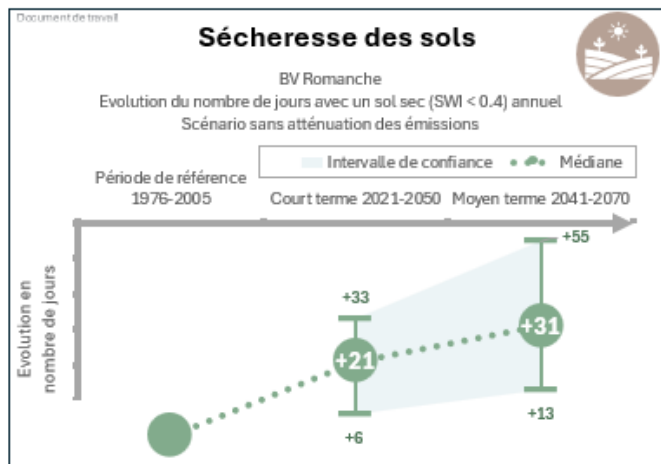 Document de travail
Sécheresse des sols
BV Romanche
Evolution du nombre de jours avec un sol sec (SWI < 0.4) annuel
Scénario sans atténuation des émissions
Intervalle de confiance
Médiane
Période de référence
1976-2005
Court terme 2021-2050
Moyen terme 2041-2070
Evolution en
nombre de jours
+55
+33
+31
+21
+13
+6